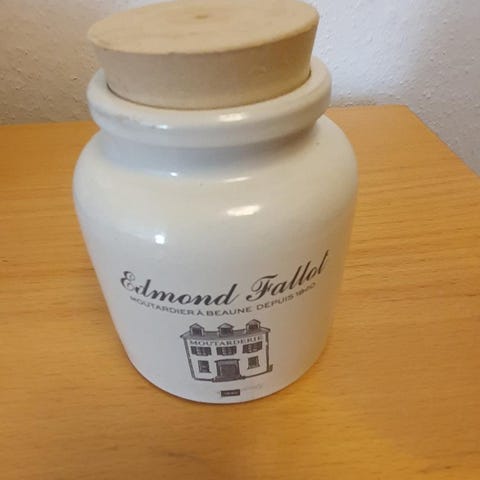 Edmond Fallot
MOUTARDIER À BEAUNE DEPUIS 1840
MOUTARDERIE